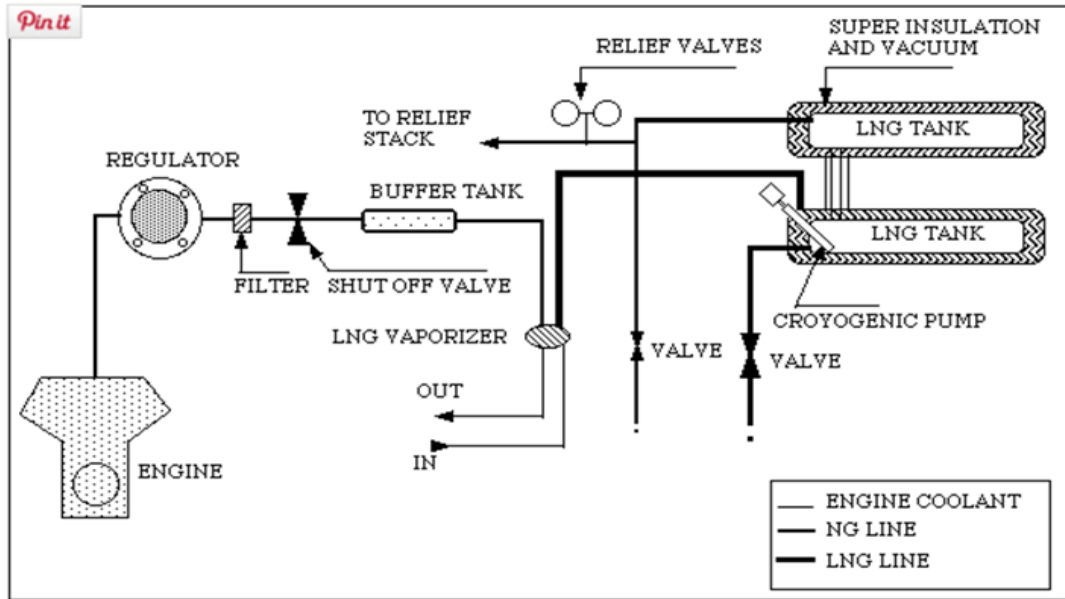 Pin it
SUPER INSULATION
AND VACUUM
RELIEF VALVES
TO RELIEF
STACK
LNG TANK
REGULATOR
BUFFER TANK
LNG TANK
FILTER
SHUT OFF VALVE
CROYOGENIC PUMP
LNG VAPORIZER
VALVE
VALVE
OUT
IN
ENGINE
ENGINE COOLANT
NG LINE
LNG LINE